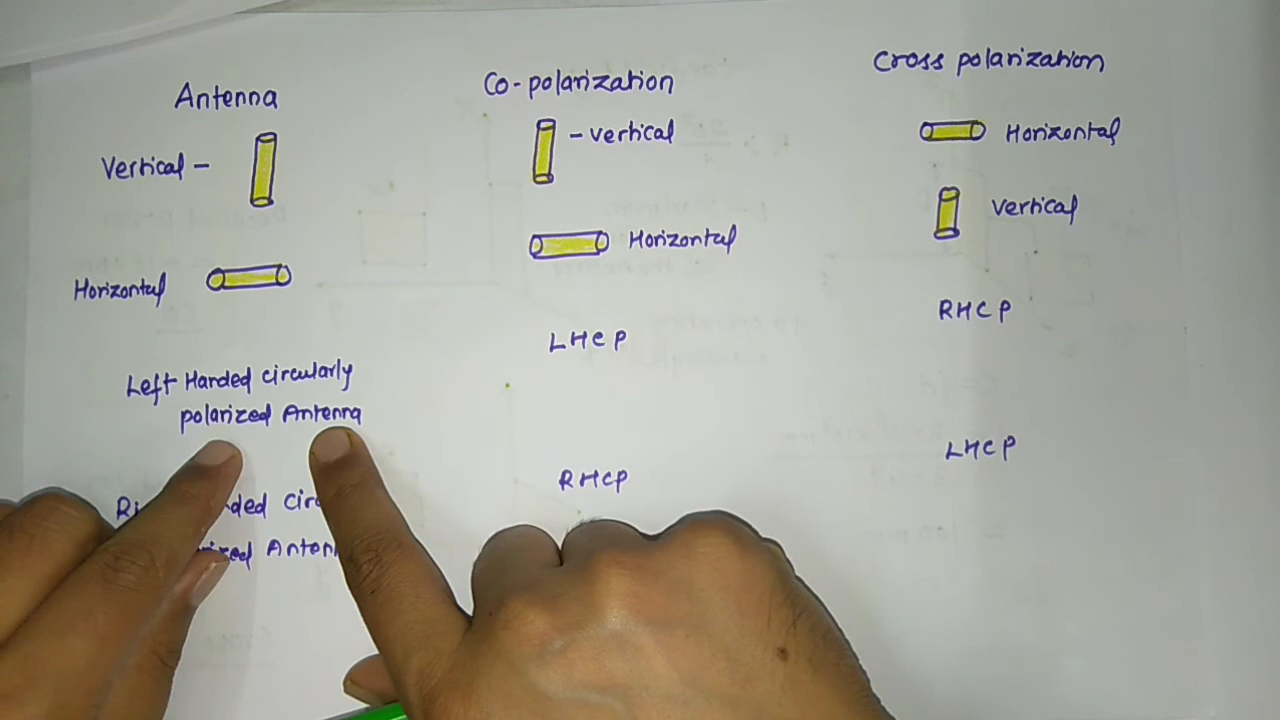 Antenna
Vertical –
Horizontal
Left Handed circularly
polarized Antenna
Co-polarization
– vertical
Horizontal
LHCP
RHCP
Cross polarization
Horizontal
vertical
RHCP
LHCP